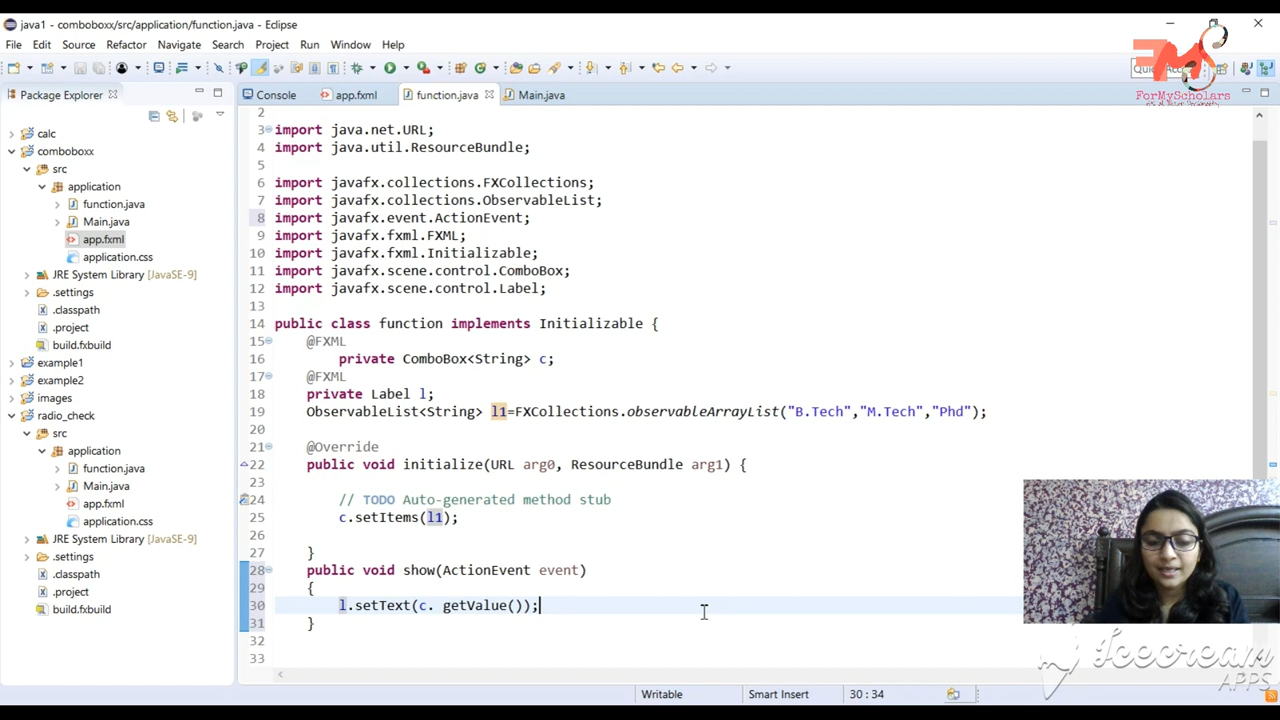 java1 - comboboxx/src/application/function.java - Eclipse
File Edit Source Refactor Navigate Search Project Run Window Help
FMS
ForMyScholars
Package Explorer
Console app.fxml function.java Main.java
calc
comboboxx
src
application
function.java
Main.java
app.fxml
application.css
JRE System Library [JavaSE-9]
.settings
.classpath
.project
build.fxbuild
example1
example2
images
radio_check
src
application
function.java
Main.java
app.fxml
application.css
JRE System Library [JavaSE-9]
.settings
.classpath
.project
build.fxbuild
2
3 import java.net.URL;
4 import java.util.ResourceBundle;
5
6 import javafx.collections.FXCollections;
7 import javafx.collections.ObservableList;
8 import javafx.event.ActionEvent;
9 import javafx.fxml.FXML;
10 import javafx.fxml.Initializable;
11 import javafx.scene.control.ComboBox;
12 import javafx.scene.control.Label;
13
14 public class function implements Initializable {
15 @FXML
16 private ComboBox<String> c;
17 @FXML
18 private Label l;
19 ObservableList<String> l1=FXCollections.observableArrayList("B.Tech","M.Tech","Phd");
20
21 @Override
22 public void initialize(URL arg0, ResourceBundle arg1) {
23
24 // TODO Auto-generated method stub
25 c.setItems(l1);
26
27 }
28 public void show(ActionEvent event)
29 {
30 l.setText(c. getValue());
31 }
32
33
Icecream
APPS
Writable Smart Insert 30 : 34